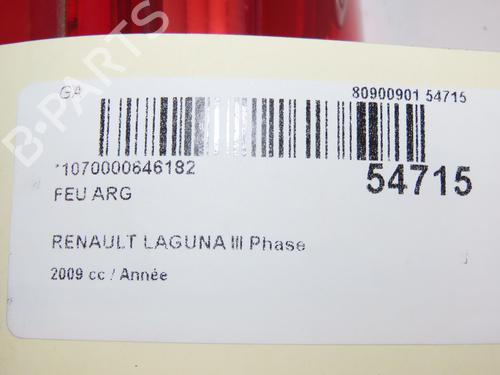 GA
80900901 54715
*1070000646182
54715
FEU ARG
RENAULT LAGUNA III Phase
2009 cc / Année
B-PARTS